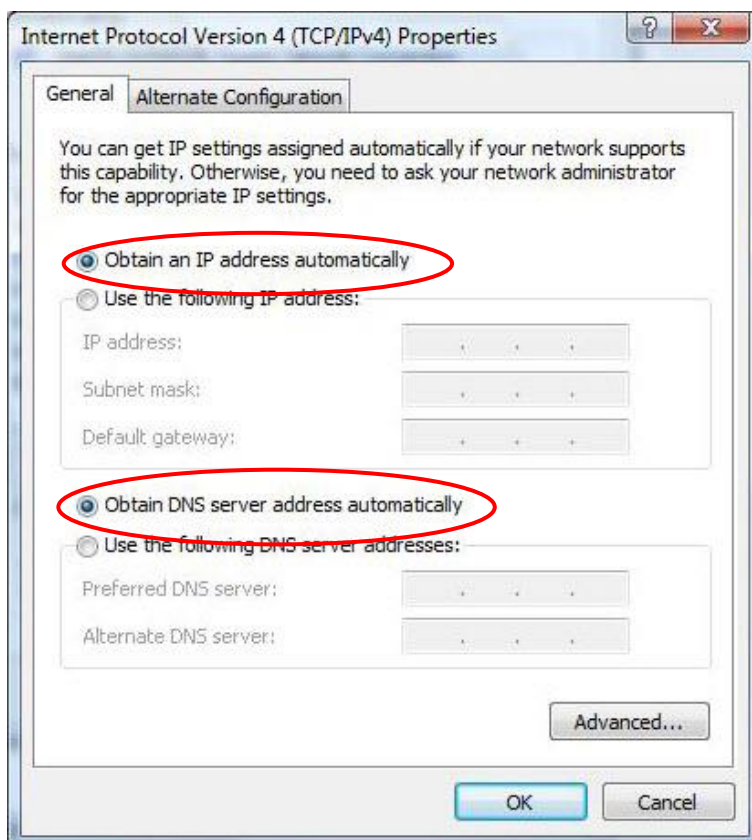 Internet Protocol Version 4 (TCP/IPv4) Properties
General Alternate Configuration
You can get IP settings assigned automatically if your network supports
this capability. Otherwise, you need to ask your network administrator
for the appropriate IP settings.
Obtain an IP address automatically
Use the following IP address:
IP address:
Subnet mask:
Default gateway:
Obtain DNS server address automatically
Use the following DNS server addresses:
Preferred DNS server:
Alternate DNS server:
Advanced...
OK Cancel